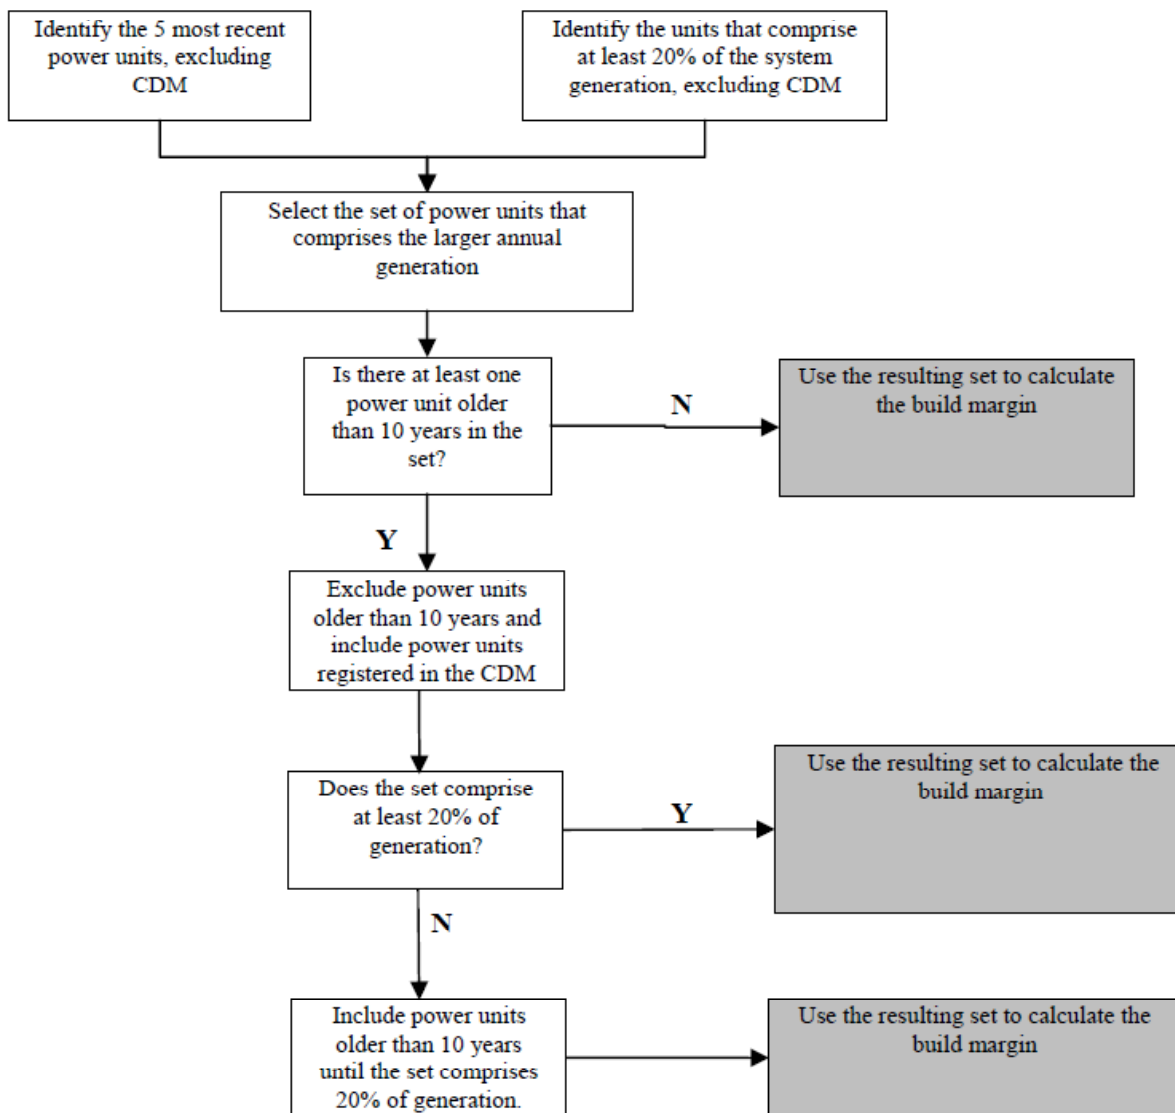 Identify the 5 most recent
power units, excluding
CDM
Identify the units that comprise
at least 20% of the system
generation, excluding CDM
Select the set of power units that
comprises the larger annual
generation
Is there at least one
power unit older
than 10 years in the
set?
N
Use the resulting set to calculate
the build margin
Y
Exclude power units
older than 10 years and
include power units
registered in the CDM
Does the set comprise
at least 20% of
generation?
Y
Use the resulting set to calculate the
build margin
N
Include power units
older than 10 years
until the set comprises
20% of generation.
Use the resulting set to calculate the
build margin